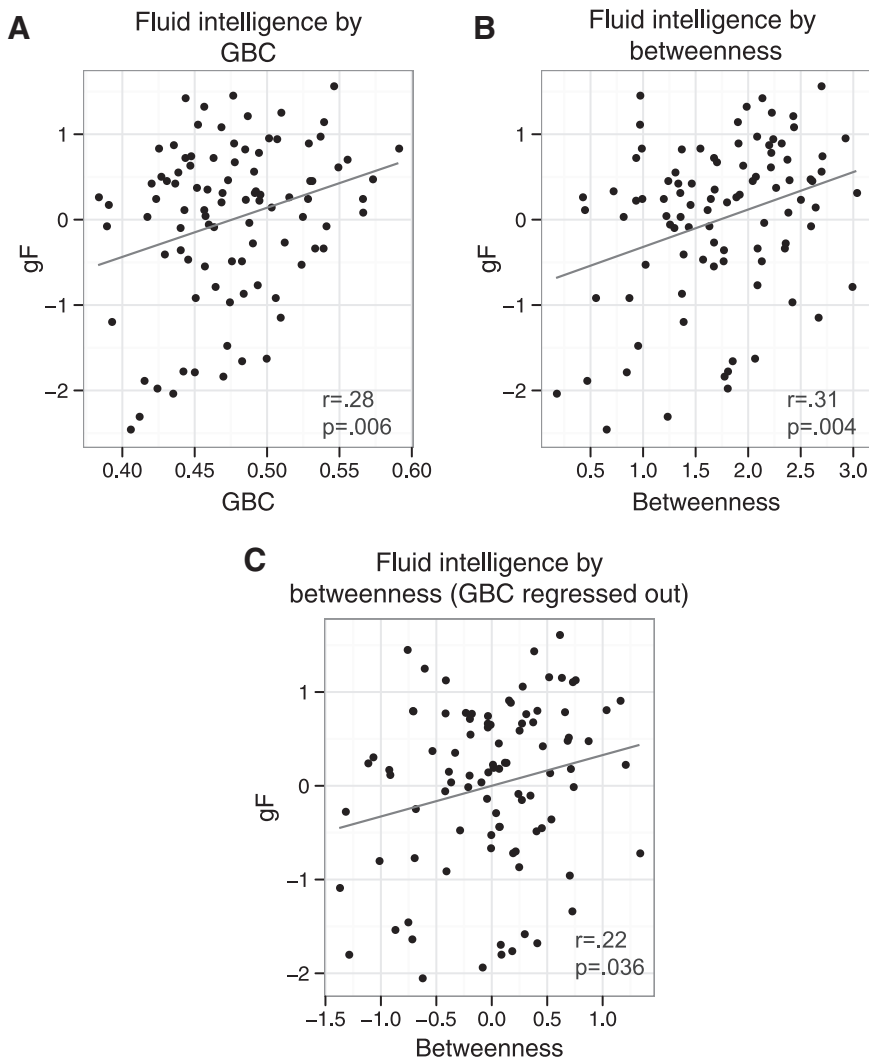 A
Fluid intelligence by
GBC
gF
1
0
−1
−2
r=.28
p=.006
0.40 0.45 0.50 0.55 0.60
GBC
B
Fluid intelligence by
betweenness
gF
1
0
−1
−2
r=.31
p=.004
0.5 1.0 1.5 2.0 2.5 3.0
Betweenness
C
Fluid intelligence by
betweenness (GBC regressed out)
gF
1
0
−1
−2
r=.22
p=.036
−1.5 −1.0 −0.5 0.0 0.5 1.0
Betweenness